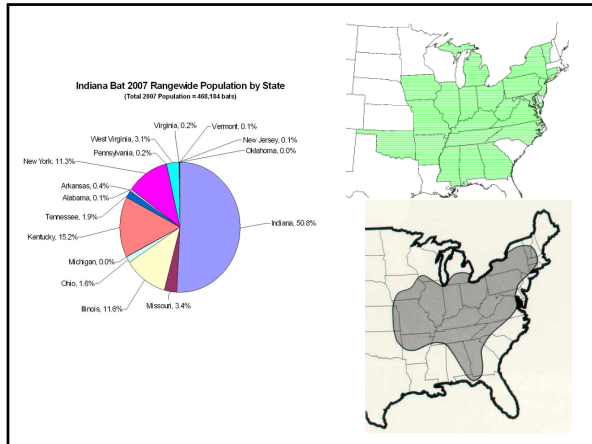 Indiana Bat 2007 Rangewide Population by State
(Total 2007 Population = 468,184 bats)
Virginia, 0.2%
Vermont, 0.1%
West Virginia, 3.1%
New Jersey, 0.1%
Pennsylvania, 0.2%
Oklahoma, 0.0%
New York, 11.3%
Arkansas, 0.4%
Alabama, 0.1%
Tennessee, 1.9%
Indiana, 50.8%
Kentucky, 15.2%
Michigan, 0.0%
Ohio, 1.6%
Illinois, 11.6%
Missouri, 3.4%